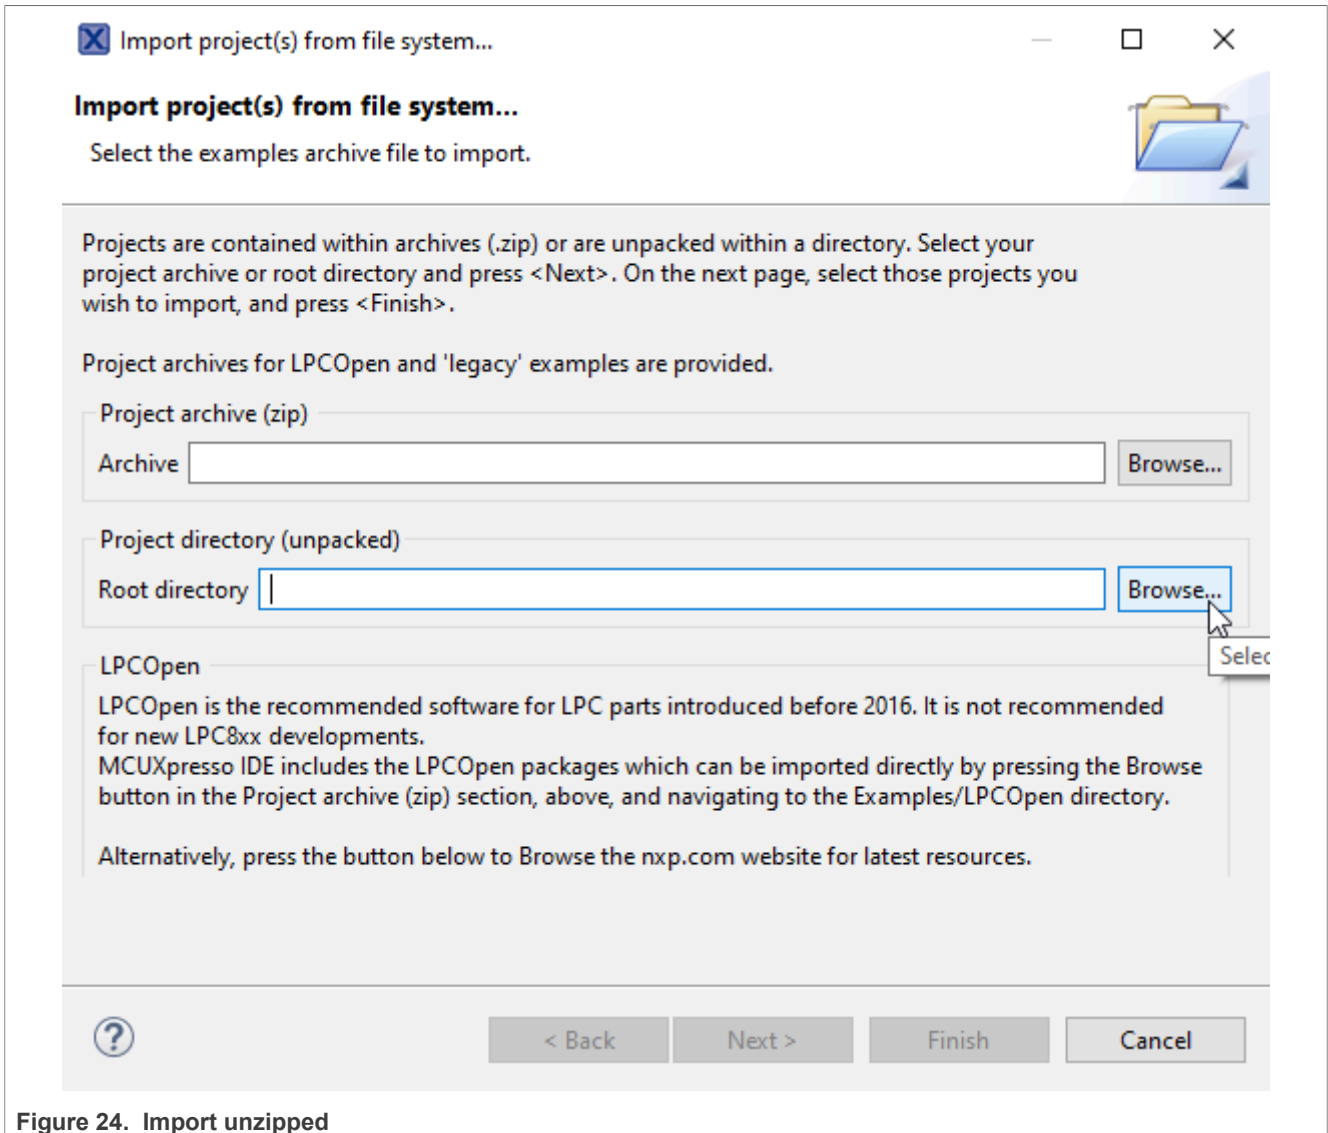 Import project(s) from file system...
Import project(s) from file system...
Select the examples archive file to import.
Projects are contained within archives (.zip) or are unpacked within a directory. Select your
project archive or root directory and press <Next>. On the next page, select those projects you
wish to import, and press <Finish>.
Project archives for LPCOpen and 'legacy' examples are provided.
Project archive (zip)
Archive Browse...
Project directory (unpacked)
Root directory Browse...
Selec
LPCOpen
LPCOpen is the recommended software for LPC parts introduced before 2016. It is not recommended
for new LPC8xx developments.
MCUXpresso IDE includes the LPCOpen packages which can be imported directly by pressing the Browse
button in the Project archive (zip) section, above, and navigating to the Examples/LPCOpen directory.
Alternatively, press the button below to Browse the nxp.com website for latest resources.
? < Back Next > Finish Cancel
Figure 24. Import unzipped